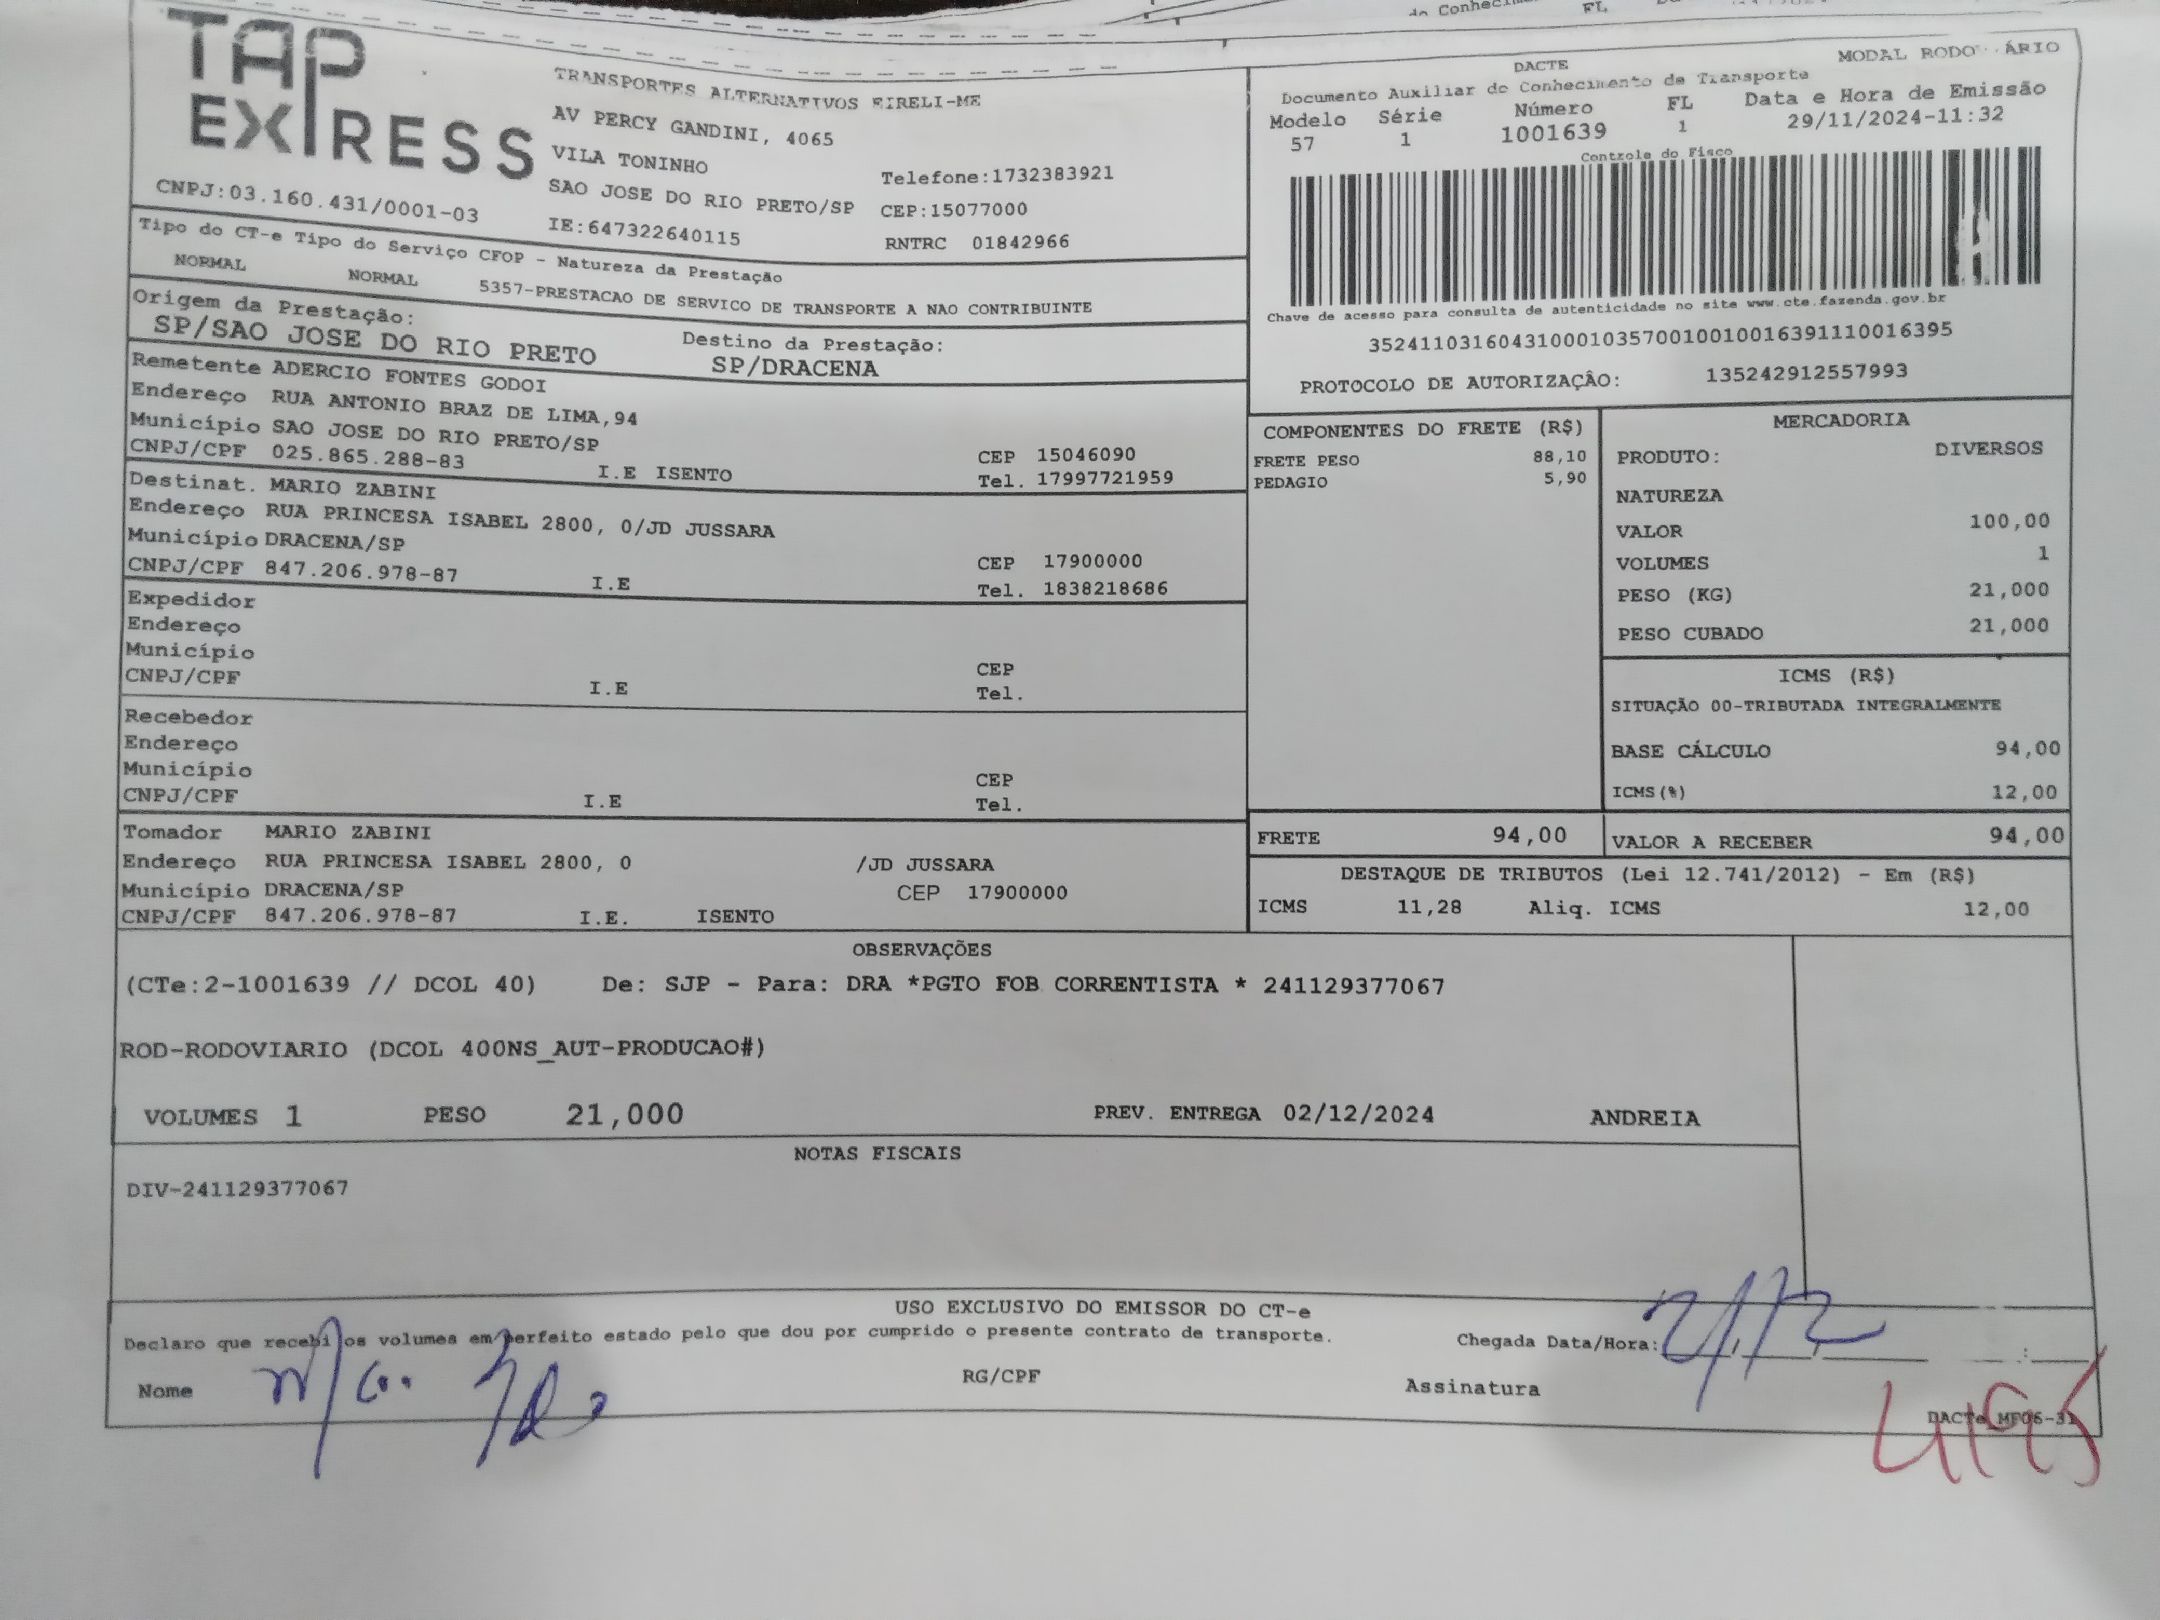 do Conhecim FL
TAP
EXPRESS
CNPJ:03.160.431/0001-03
TRANSPORTES ALTERNATIVOS EIRELI-ME
AV PERCY GANDINI, 4065
VILA TONINHO
SAO JOSE DO RIO PRETO/SP
IE:647322640115
Telefone:1732383921
CEP:15077000
RNTRC 01842966
DACTE
MODAL RODO ÁRIO
Documento Auxiliar do Conhecimento de Transporte
Modelo Série Número FL Data e Hora de Emissão
57 1 1001639 1 29/11/2024-11:32
Controle do Fisco
Chave de acesso para consulta de autenticidade no site www.cte.fazenda.gov.br
35241103160431000103570010010016391110016395
PROTOCOLO DE AUTORIZAÇÂO: 135242912557993
Tipo do CT-e Tipo do Serviço CFOP - Natureza da Prestação
NORMAL NORMAL 5357-PRESTACAO DE SERVICO DE TRANSPORTE A NAO CONTRIBUINTE
Origem da Prestação: Destino da Prestação:
SP/SAO JOSE DO RIO PRETO SP/DRACENA
Remetente ADERCIO FONTES GODOI
Endereço RUA ANTONIO BRAZ DE LIMA,94
Município SAO JOSE DO RIO PRETO/SP CEP 15046090
CNPJ/CPF 025.865.288-83 I.E ISENTO Tel. 17997721959
Destinat. MARIO ZABINI
Endereço RUA PRINCESA ISABEL 2800, 0/JD JUSSARA
Município DRACENA/SP CEP 17900000
CNPJ/CPF 847.206.978-87 I.E Tel. 1838218686
Expedidor
Endereço
Município CEP
CNPJ/CPF I.E Tel.
Recebedor
Endereço
Município CEP
CNPJ/CPF I.E Tel.
Tomador MARIO ZABINI
Endereço RUA PRINCESA ISABEL 2800, 0 /JD JUSSARA
Município DRACENA/SP CEP 17900000
CNPJ/CPF 847.206.978-87 I.E. ISENTO
COMPONENTES DO FRETE (R$)
FRETE PESO 88,10
PEDAGIO 5,90
MERCADORIA
PRODUTO: DIVERSOS
NATUREZA
VALOR 100,00
VOLUMES 1
PESO (KG) 21,000
PESO CUBADO 21,000
ICMS (R$)
SITUAÇÃO 00-TRIBUTADA INTEGRALMENTE
BASE CÁLCULO 94,00
ICMS(%) 12,00
FRETE 94,00 VALOR A RECEBER 94,00
DESTAQUE DE TRIBUTOS (Lei 12.741/2012) - Em (R$)
ICMS 11,28 Aliq. ICMS 12,00
OBSERVAÇÕES
(CTe:2-1001639 // DCOL 40) De: SJP - Para: DRA *PGTO FOB CORRENTISTA * 241129377067
ROD-RODOVIARIO (DCOL 400NS_AUT-PRODUCAO#)
VOLUMES 1 PESO 21,000 PREV. ENTREGA 02/12/2024 ANDREIA
NOTAS FISCAIS
DIV-241129377067
USO EXCLUSIVO DO EMISSOR DO CT-e
Declaro que recebi os volumes em perfeito estado pelo que dou por cumprido o presente contrato de transporte. Chegada Data/Hora: 2/12
Nome RG/CPF Assinatura
DACTe MF06-31